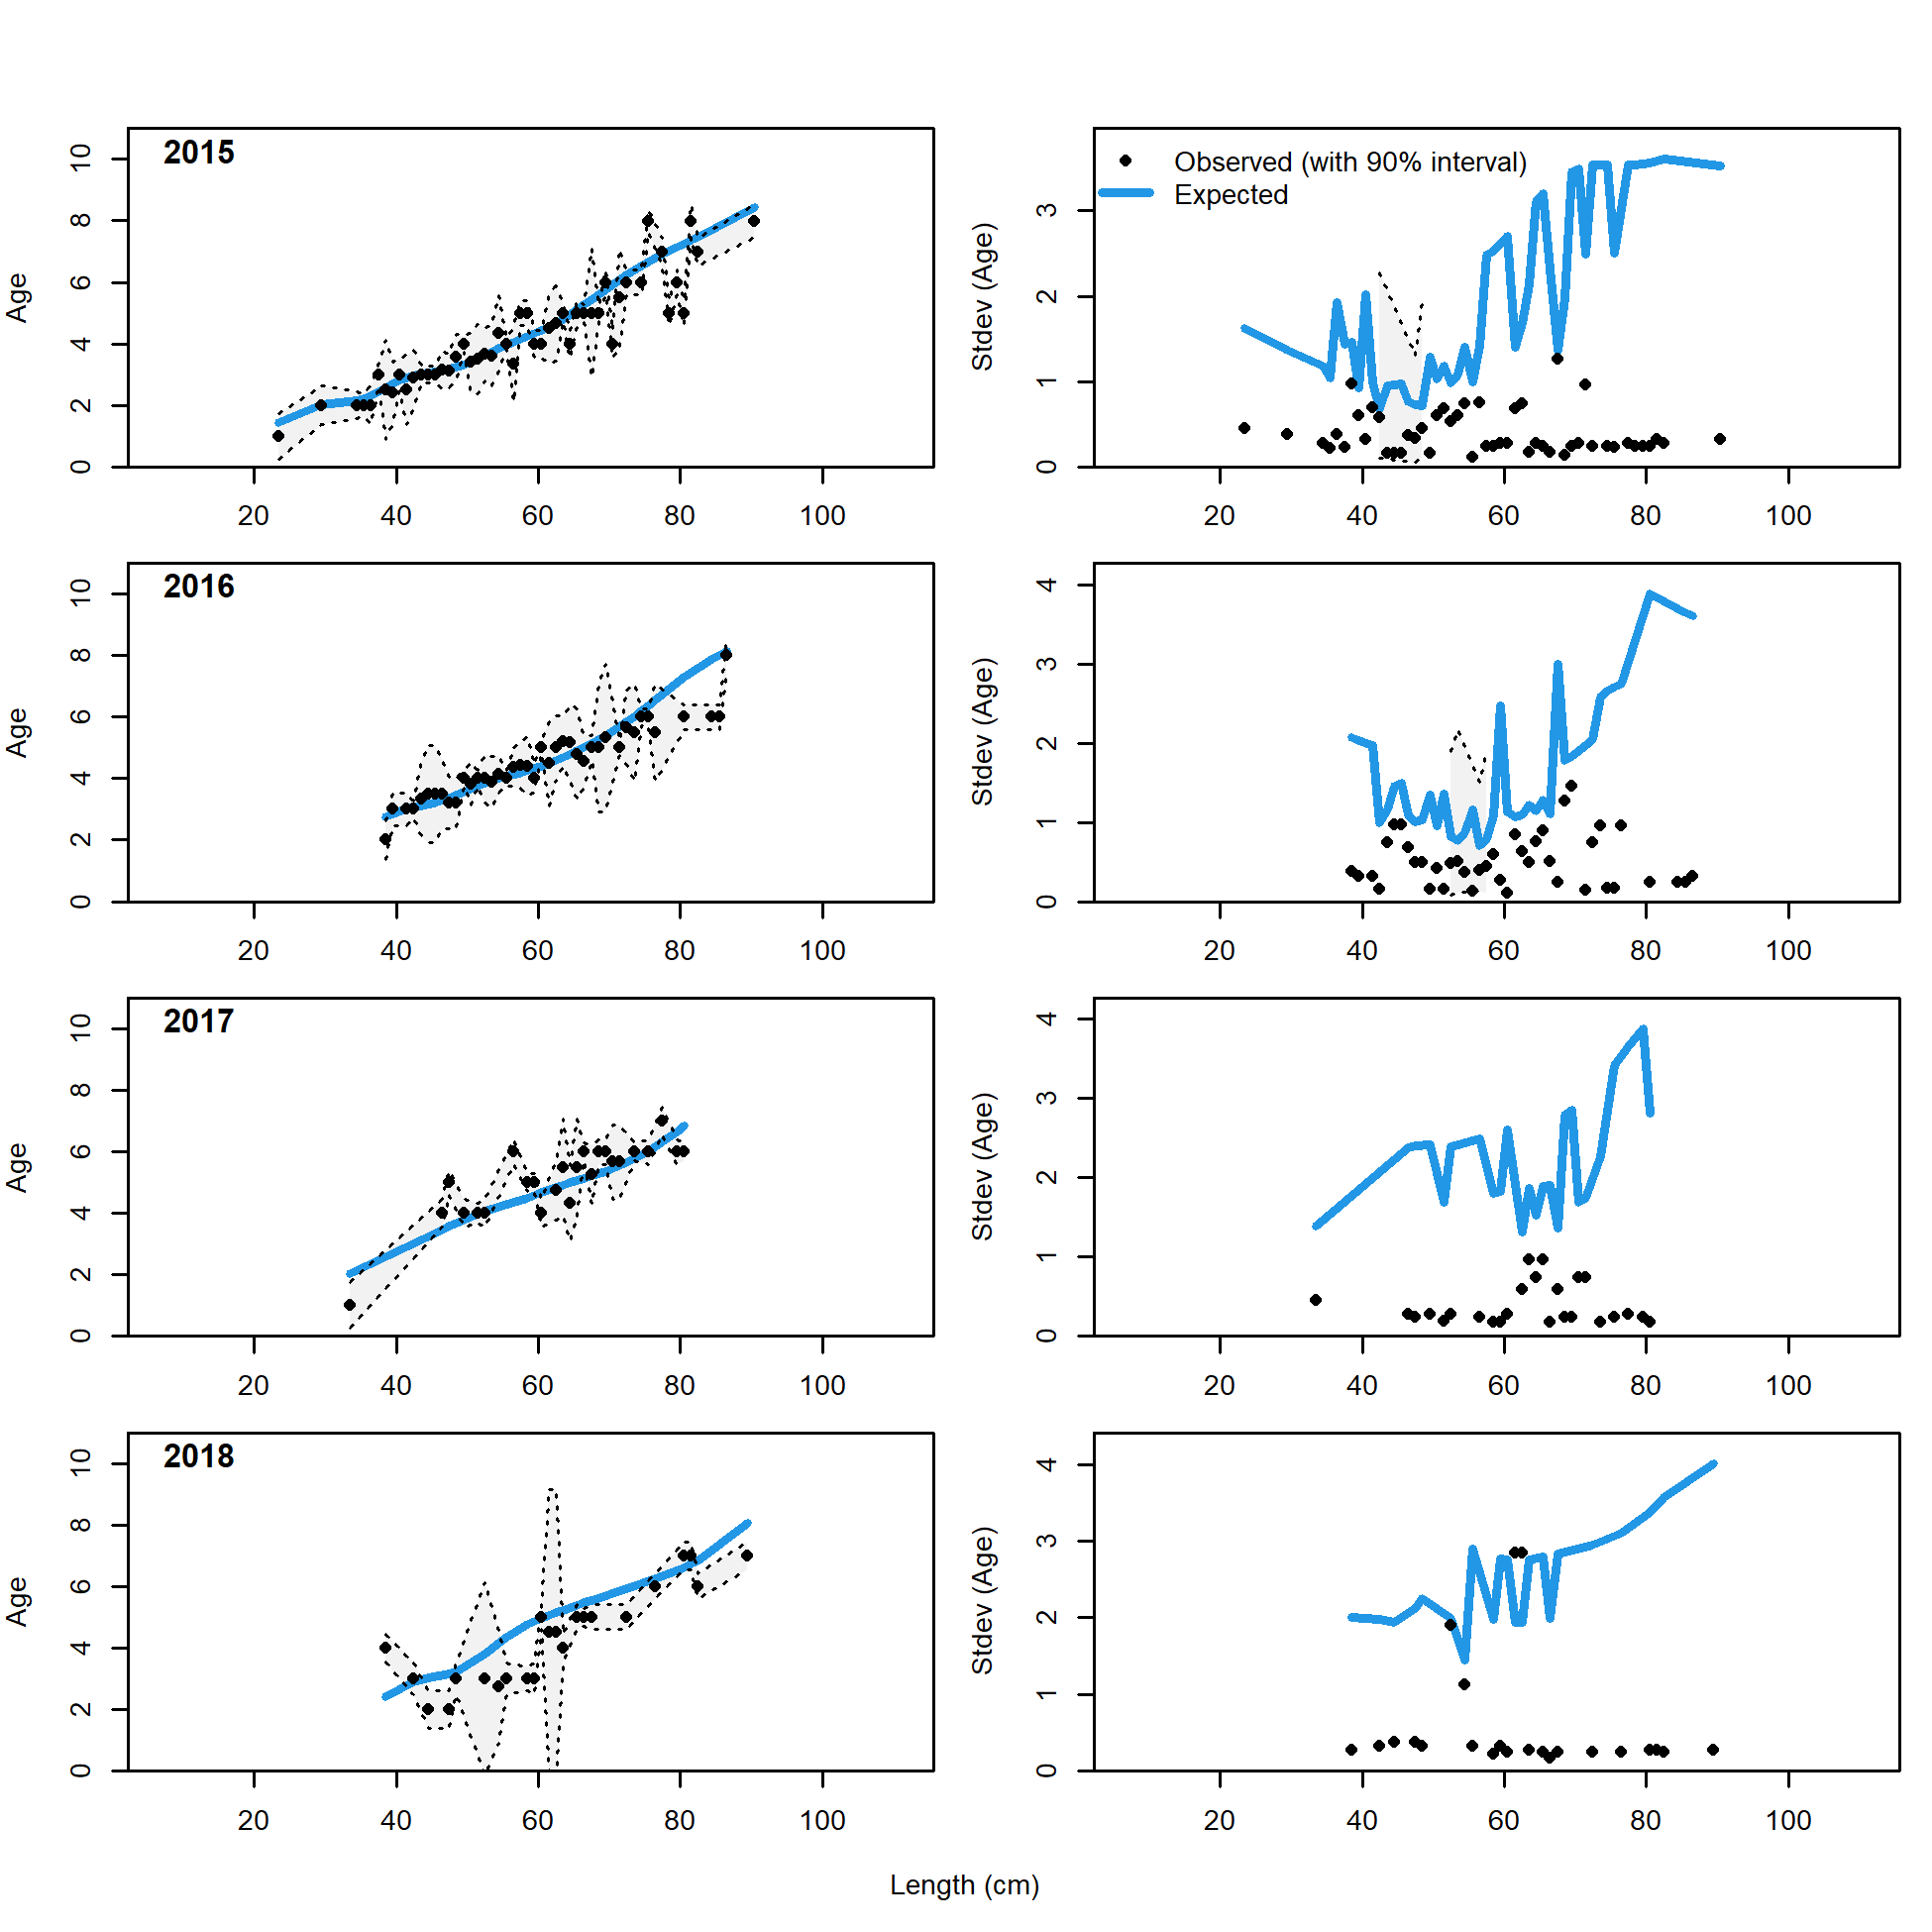 2015
Age
0 2 4 6 8 10
20 40 60 80 100
Observed (with 90% interval)
Expected
Stdev (Age)
0 1 2 3
20 40 60 80 100
2016
Age
0 2 4 6 8 10
20 40 60 80 100
Stdev (Age)
0 1 2 3 4
20 40 60 80 100
2017
Age
0 2 4 6 8 10
20 40 60 80 100
Stdev (Age)
0 1 2 3 4
20 40 60 80 100
2018
Age
0 2 4 6 8 10
20 40 60 80 100
Stdev (Age)
0 1 2 3 4
20 40 60 80 100
Length (cm)